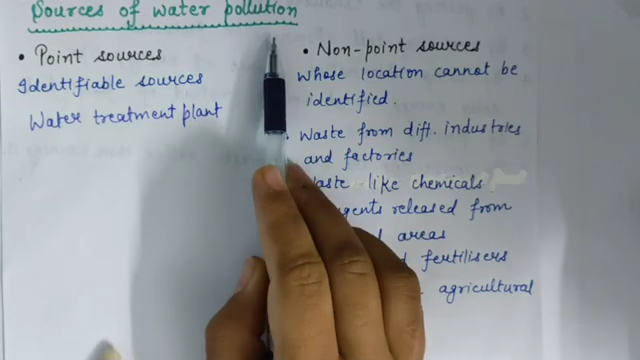 Sources of water pollution
• Point sources
Identifiable sources
Water treatment plant
• Non-point sources
whose location cannot be
identified.
• Waste from diff. industries
and factories
Waste like chemicals
released from
areas
fertilisers
agricultural